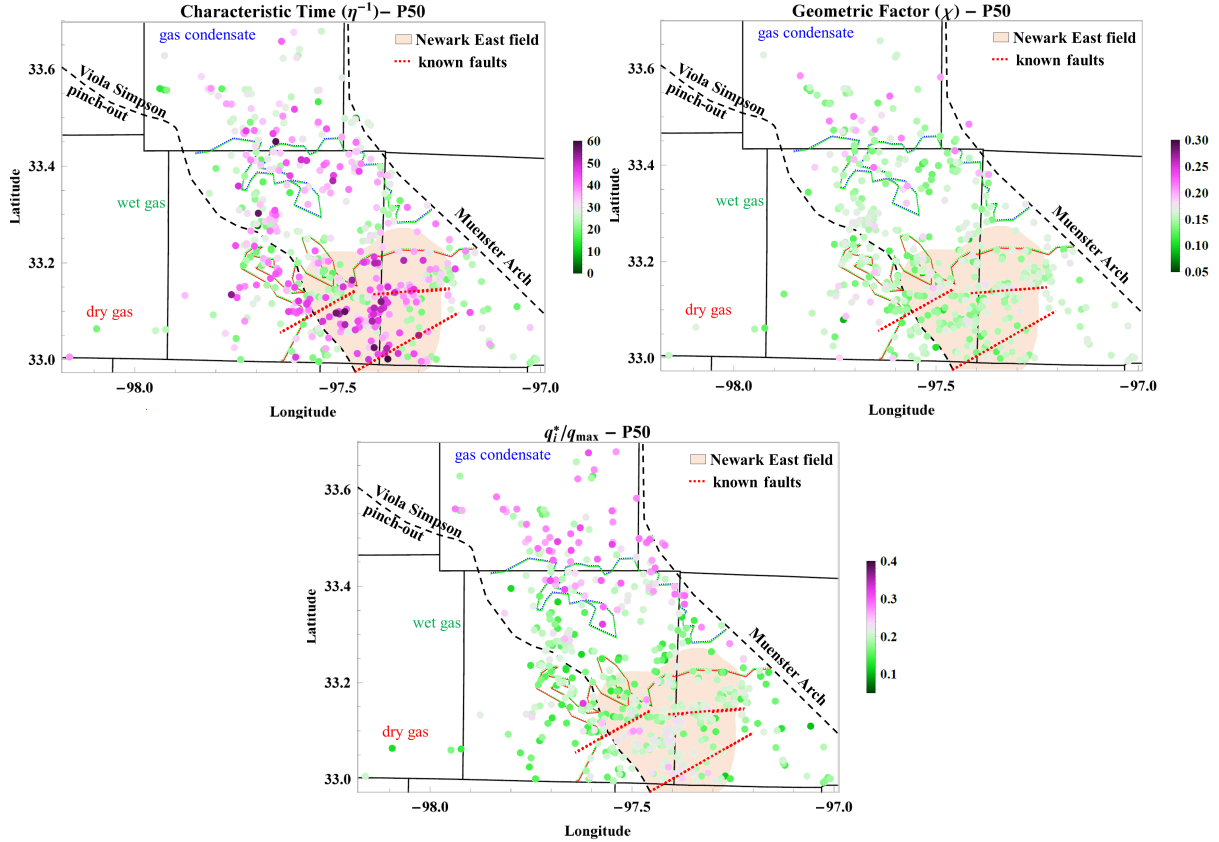 Characteristic Time (η⁻¹)− P50
gas condensate
Newark East field
known faults
Viola Simpson
pinch-out
wet gas
Muenster Arch
dry gas
33.6
33.4
33.2
33.0
Latitude
−98.0
−97.5
−97.0
Longitude
60
50
40
30
20
10
0
Geometric Factor (χ) − P50
gas condensate
Newark East field
known faults
Viola Simpson
pinch-out
wet gas
Muenster Arch
dry gas
33.6
33.4
33.2
33.0
Latitude
−98.0
−97.5
−97.0
Longitude
0.30
0.25
0.20
0.15
0.10
0.05
qᵢ*/qmax − P50
gas condensate
Newark East field
known faults
Viola Simpson
pinch-out
wet gas
Muenster Arch
dry gas
33.6
33.4
33.2
33.0
Latitude
−98.0
−97.5
−97.0
Longitude
0.4
0.3
0.2
0.1